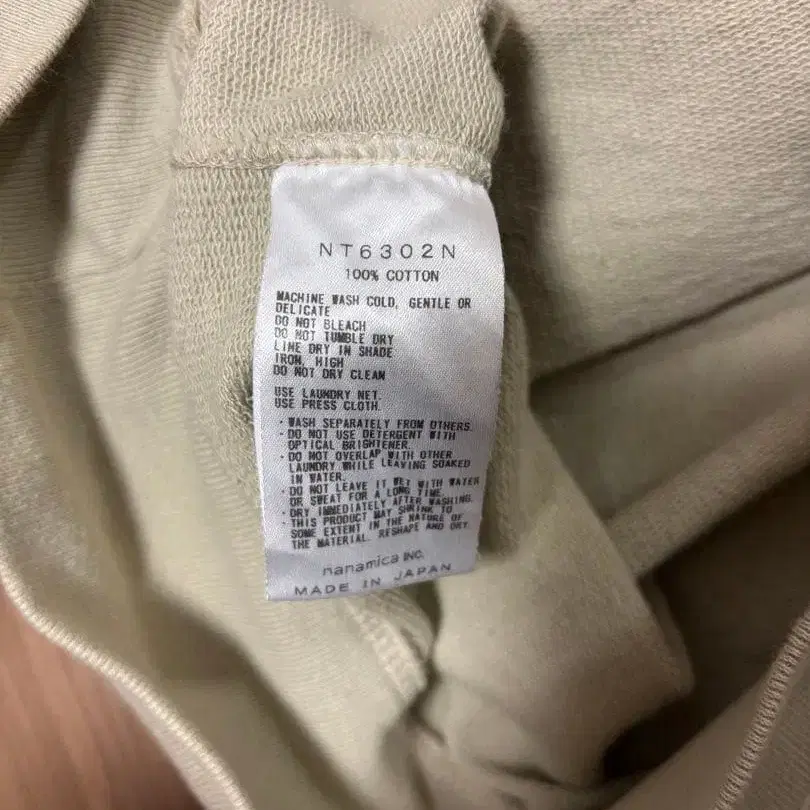 NT6302N
100% COTTON
MACHINE WASH COLD, GENTLE OR
DELICATE
DO NOT BLEACH
DO NOT TUMBLE DRY
LINE DRY IN SHADE
IRON, HIGH
DO NOT DRY CLEAN
USE LAUNDRY NET.
USE PRESS CLOTH.
・WASH SEPARATELY FROM OTHERS.
・DO NOT USE DETERGENT WITH
OPTICAL BRIGHTENER.
・DO NOT OVERLAP WITH OTHER
LAUNDRY WHILE LEAVING SOAKED
IN WATER.
・DO NOT LEAVE IT WET WITH WATER
OR SWEAT FOR A LONG TIME.
・DRY IMMEDIATELY AFTER WASHING.
・THIS PRODUCT MAY SHRINK TO
SOME EXTENT IN THE NATURE OF
THE MATERIAL. RESHAPE AND DRY.
nanamica INC.
MADE IN JAPAN